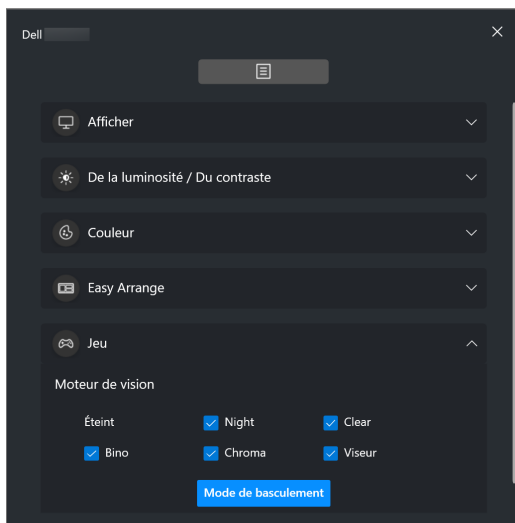 Dell
Afficher
De la luminosité / Du contraste
Couleur
Easy Arrange
Jeu
Moteur de vision
Éteint Night Clear
Bino Chroma Viseur
Mode de basculement